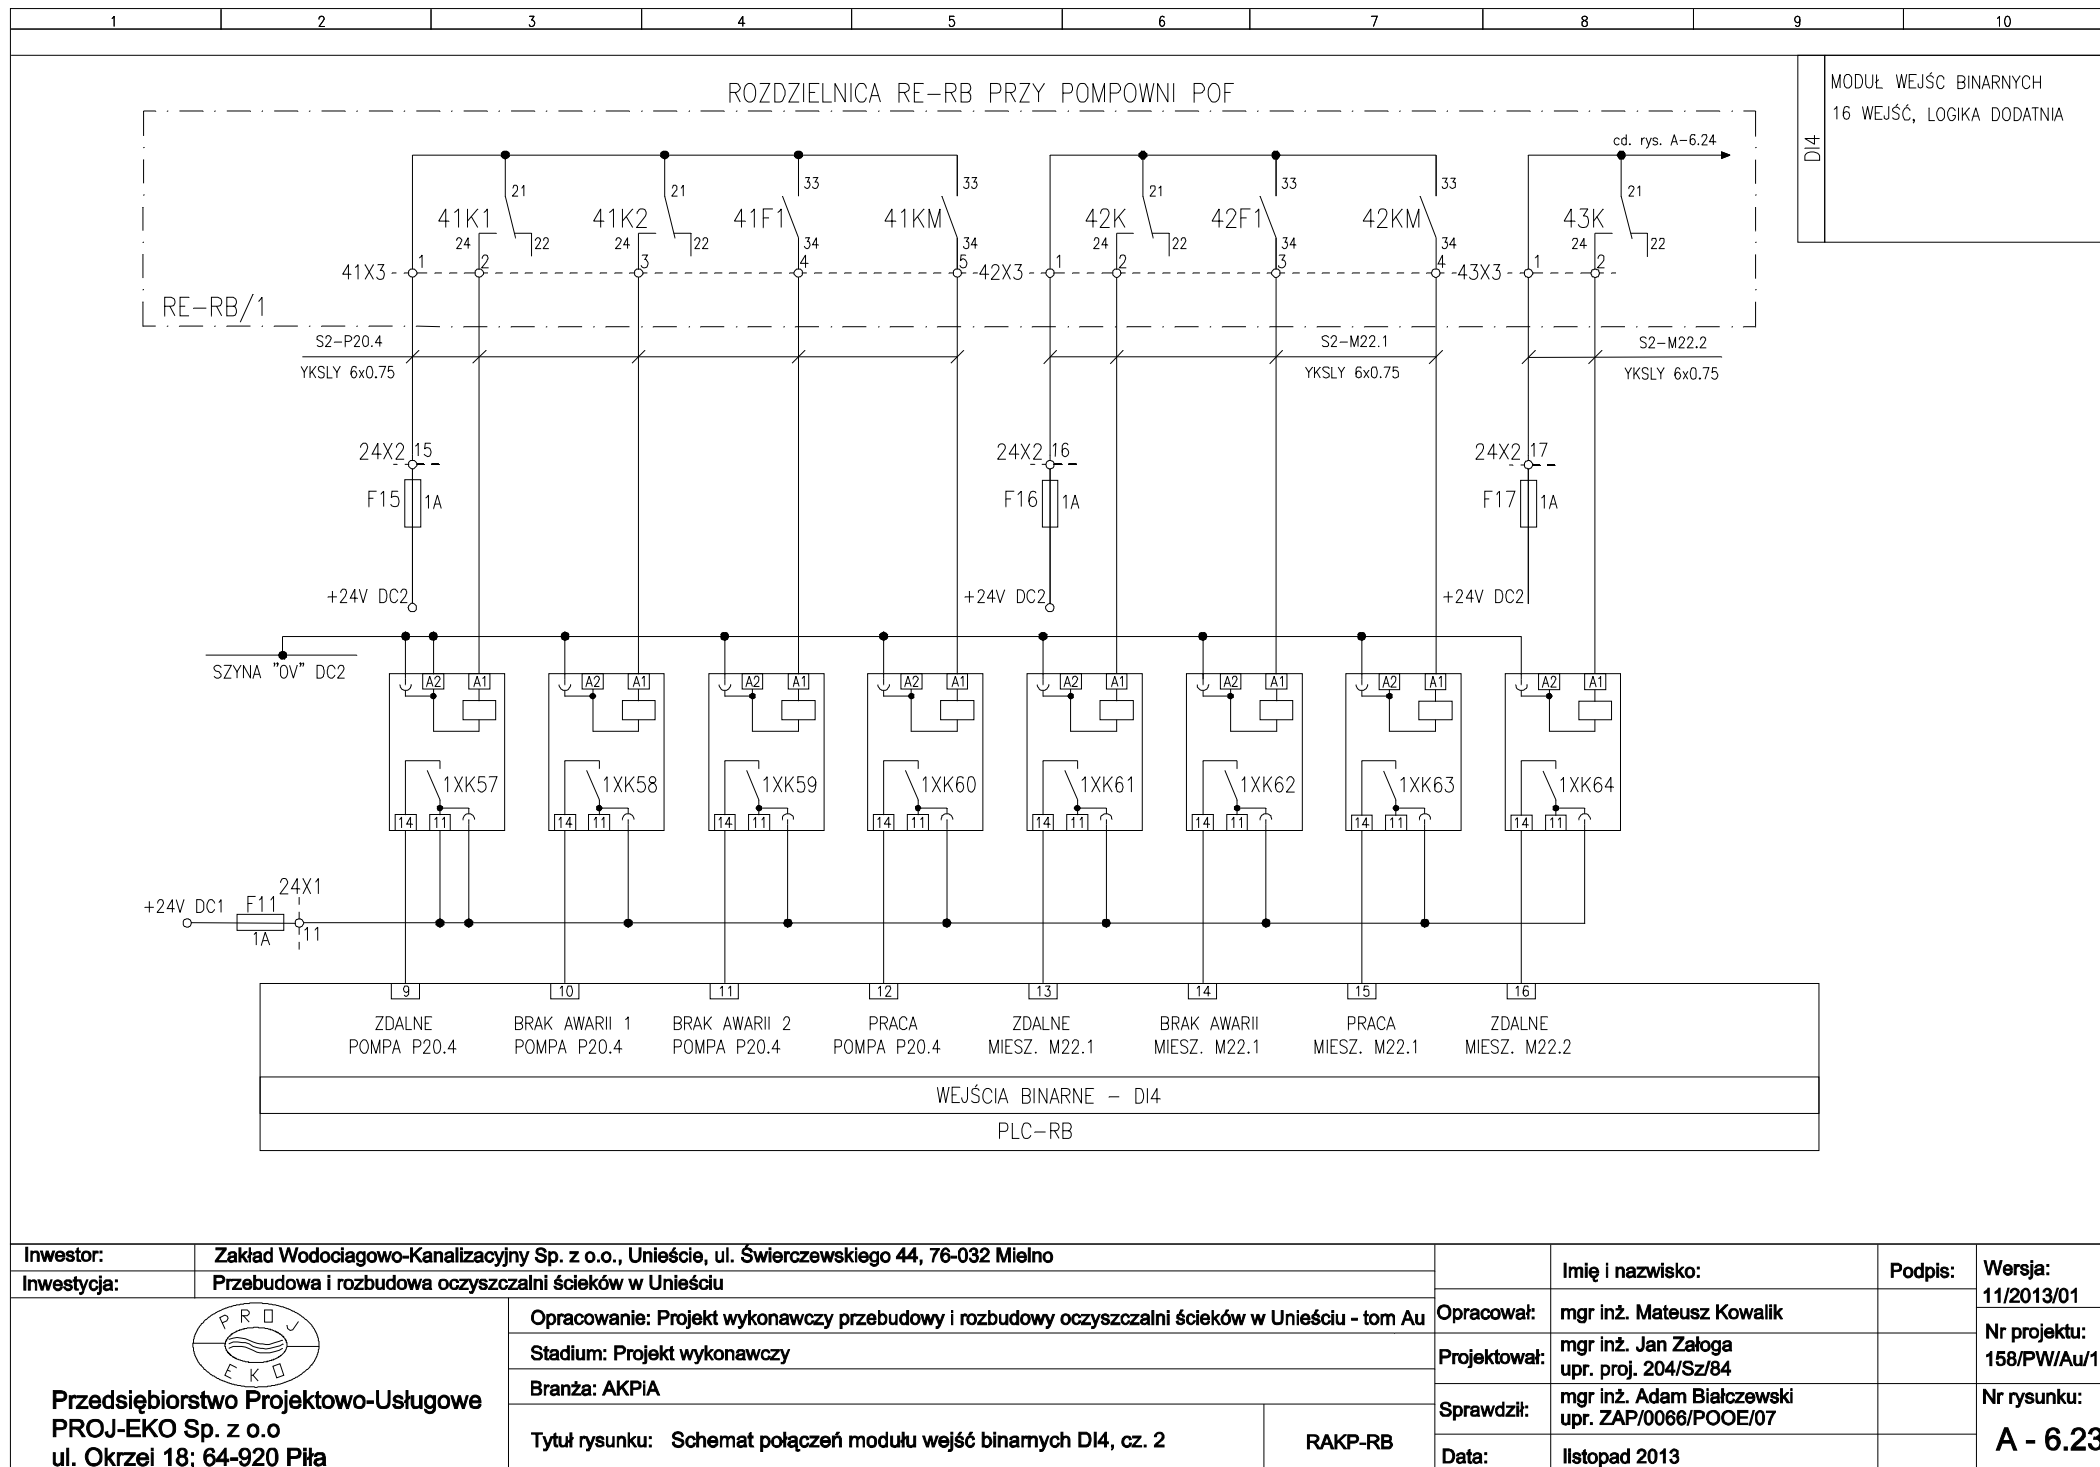 1 2 3 4 5 6 7 8 9 10
ROZDZIELNICA RE-RB PRZY POMPOWNI POF
MODUŁ WEJŚC BINARNYCH
16 WEJŚĆ, LOGIKA DODATNIA
DI4
cd. rys. A-6.24
21 21 33 33 21 33 33 21
41K1 41K2 41F1 41KM 42K 42F1 42KM 43K
24 22 24 22 34 34 24 22 34 34 24 22
41X3 1 2 3 4 5 42X3 1 2 3 4 43X3 1 2
RE-RB/1
S2-P20.4 S2-M22.1 S2-M22.2
YKSLY 6x0.75 YKSLY 6x0.75 YKSLY 6x0.75
24X2 15 24X2 16 24X2 17
F15 1A F16 1A F17 1A
+24V DC2 +24V DC2 +24V DC2
SZYNA "0V" DC2
A2 A1 A2 A1 A2 A1 A2 A1 A2 A1 A2 A1 A2 A1 A2 A1
1XK57 1XK58 1XK59 1XK60 1XK61 1XK62 1XK63 1XK64
14 11 14 11 14 11 14 11 14 11 14 11 14 11 14 11
24X1
+24V DC1 F11
1A 11
9 10 11 12 13 14 15 16
ZDALNE BRAK AWARII 1 BRAK AWARII 2 PRACA ZDALNE BRAK AWARII PRACA ZDALNE
POMPA P20.4 POMPA P20.4 POMPA P20.4 POMPA P20.4 MIESZ. M22.1 MIESZ. M22.1 MIESZ. M22.1 MIESZ. M22.2
WEJŚCIA BINARNE - DI4
PLC-RB
Inwestor: Zakład Wodociagowo-Kanalizacyjny Sp. z o.o., Unieście, ul. Świerczewskiego 44, 76-032 Mielno
Inwestycja: Przebudowa i rozbudowa oczyszczalni ścieków w Unieściu
PROJ
EKO
Przedsiębiorstwo Projektowo-Usługowe
PROJ-EKO Sp. z o.o
ul. Okrzei 18; 64-920 Piła
Opracowanie: Projekt wykonawczy przebudowy i rozbudowy oczyszczalni ścieków w Unieściu - tom Au
Stadium: Projekt wykonawczy
Branża: AKPiA
Tytuł rysunku: Schemat połączeń modułu wejść binarnych DI4, cz. 2
RAKP-RB
Imię i nazwisko: Podpis:
Opracował: mgr inż. Mateusz Kowalik
Projektował: mgr inż. Jan Załoga
upr. proj. 204/Sz/84
Sprawdził: mgr inż. Adam Białczewski
upr. ZAP/0066/POOE/07
Data: listopad 2013
Wersja:
11/2013/01
Nr projektu:
158/PW/Au/1
Nr rysunku:
A - 6.23